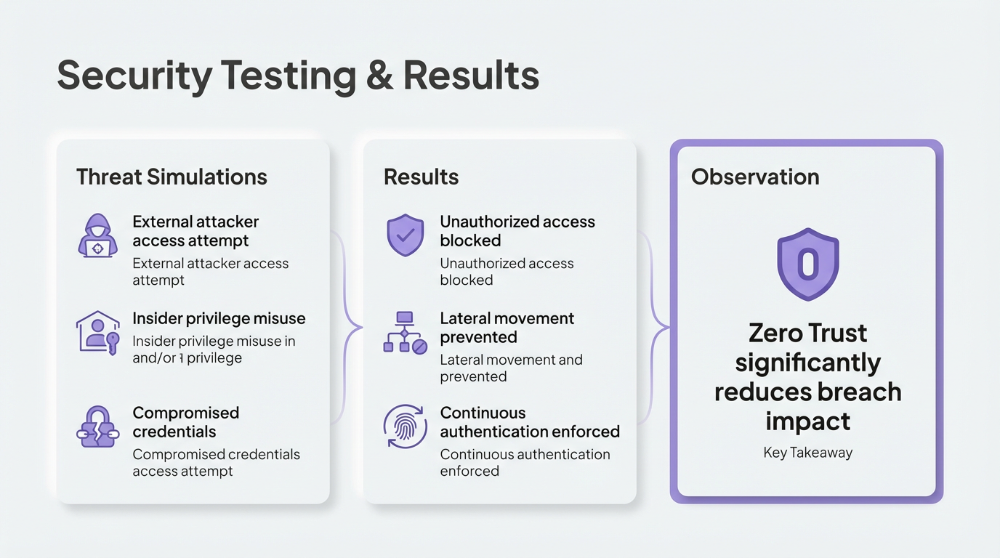 Security Testing & Results
Threat Simulations
External attacker
access attempt
External attacker access
attempt
Insider privilege misuse
Insider privilege misuse in
and/or privilege
Compromised
credentials
Compromised credentials
access attempt
Results
Unauthorized access
blocked
Unauthorized access
blocked
Lateral movement
prevented
Lateral movement and
prevented
Continuous
authentication enforced
Continuous authentication
enforced
Observation
0
Zero Trust
significantly
reduces breach
impact
Key Takeaway